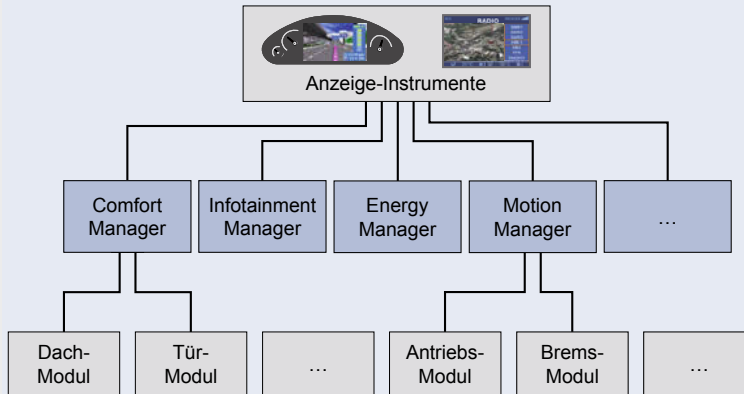 RADIO
Anzeige-Instrumente
Comfort
Manager
Infotainment
Manager
Energy
Manager
Motion
Manager
…
Dach-
Modul
Tür-
Modul
…
Antriebs-
Modul
Brems-
Modul
…